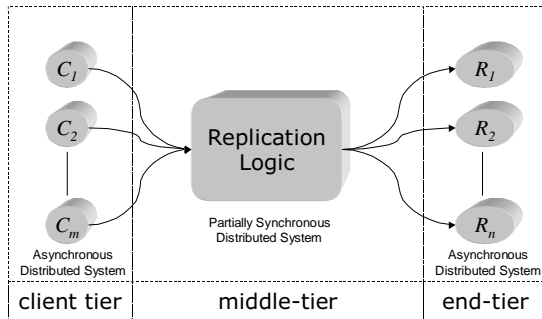 C1
C2
Cm
Asynchronous
Distributed System
Replication
Logic
Partially Synchronous
Distributed System
R1
R2
Rn
Asynchronous
Distributed System
client tier
middle-tier
end-tier